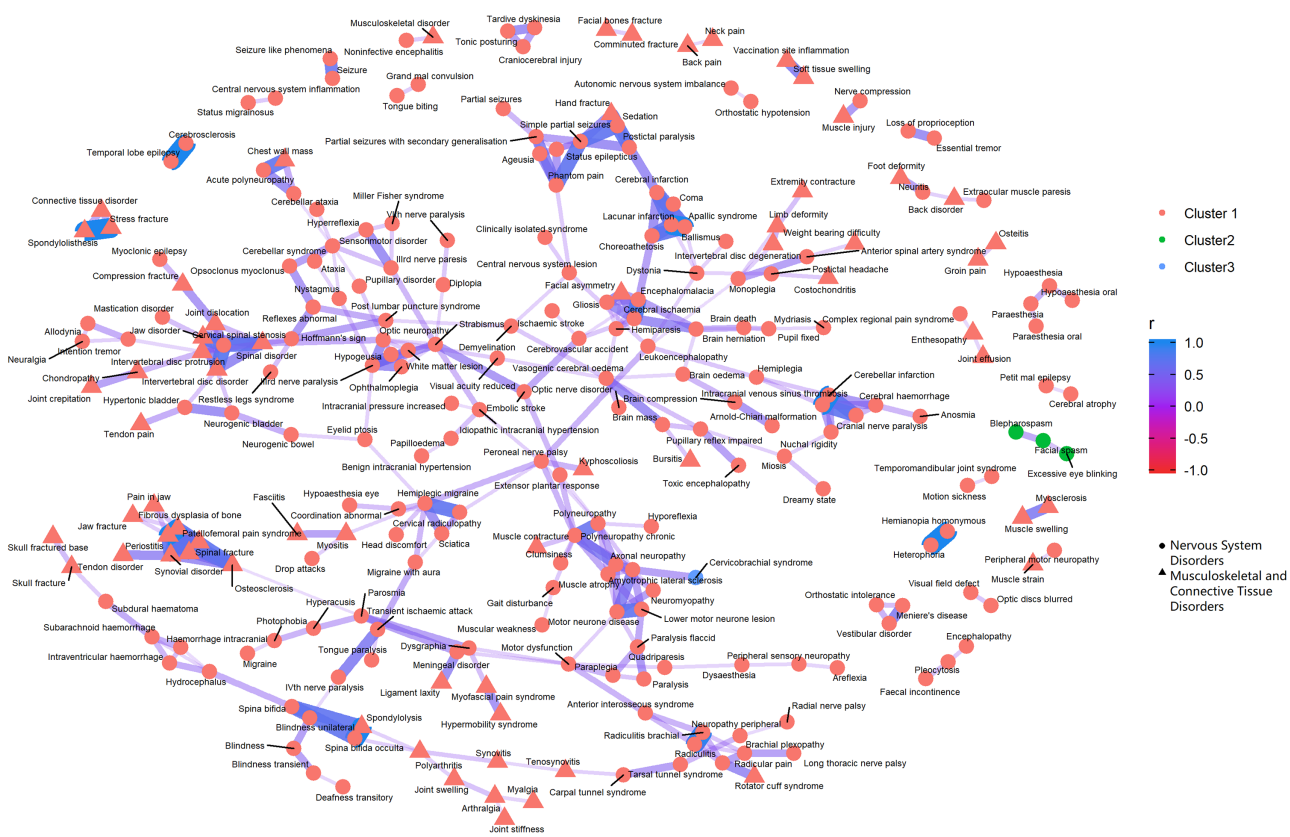 Tardive dyskinesia
Facial bones fracture
Musculoskeletal disorder
Neck pain
Tonic posturing
Comminuted fracture
Seizure like phenomena
Noninfective encephalitis
Vaccination site inflammation
Craniocerebral injury
Back pain
Seizure
Soft tissue swelling
Grand mal convulsion
Autonomic nervous system imbalance
Central nervous system inflammation
Nerve compression
Partial seizures
Hand fracture
Tongue biting
Status migrainosus
Orthostatic hypotension
Sedation
Simple partial seizures
Loss of proprioception
Muscle injury
Cerebrosclerosis
Postictal paralysis
Partial seizures with secondary generalisation
Essential tremor
Temporal lobe epilepsy
Chest wall mass
Status epilepticus
Ageusia
Foot deformity
Phantom pain
Acute polyneuropathy
Cerebral infarction
Extremity contracture
Neuritis
Extraocular muscle paresis
Miller Fisher syndrome
Connective tissue disorder
Cerebellar ataxia
Coma
Back disorder
Stress fracture
VIth nerve paralysis
Lacunar infarction
Apallic syndrome
Limb deformity
Hyperreflexia
Clinically isolated syndrome
Weight bearing difficulty
Osteitis
Spondylolisthesis
Sensorimotor disorder
Choreoathetosis
Ballismus
Myoclonic epilepsy
Cerebellar syndrome
IIIrd nerve paresis
Intervertebral disc degeneration
Anterior spinal artery syndrome
Central nervous system lesion
Dystonia
Postictal headache
Groin pain
Hypoaesthesia
Opsoclonus myoclonus
Ataxia
Compression fracture
Pupillary disorder
Diplopia
Facial asymmetry
Encephalomalacia
Monoplegia
Costochontritis
Nystagmus
Hypoaesthesia oral
Post lumbar puncture syndrome
Gliosis
Cerebral ischaemia
Mastication disorder
Joint dislocation
Reflexes abnormal
Strabismus
Ischaemic stroke
Brain death
Mydriasis
Complex regional pain syndrome
Paraesthesia
Allodynia
Jaw disorder
Cervical spinal stenosis
Hoffmann's sign
Optic neuropathy
Hemiparesis
Brain herniation
Pupil fixed
Enthesopathy
Paraesthesia oral
Intention tremor
Demyelination
Cerebrovascular accident
Leukoencephalopathy
Neuralgia
Intervertebral disc protrusion
Spinal disorder
Hypogeusia
White matter lesion
Vasogenic cerebral oedema
Joint effusion
Chondropathy
Intervertebral disc disorder
IIIrd nerve paralysis
Ophthalmoplegia
Visual acuity reduced
Optic nerve disorder
Brain oedema
Hemiplegia
Cerebellar infarction
Petit mal epilepsy
Joint crepitation
Hypertonic bladder
Restless legs syndrome
Intracranial pressure increased
Embolic stroke
Brain compression
Intracranial venous sinus thrombosis
Cerebral haemorrhage
Cerebral atrophy
Brain mass
Arnold-Chiari malformation
Anosmia
Tendon pain
Neurogenic bladder
Eyelid ptosis
Idiopathic intracranial hypertension
Cranial nerve paralysis
Blepharospasm
Neurogenic bowel
Papilloedema
Pupillary reflex impaired
Nuchal rigidity
Facial spasm
Peroneal nerve palsy
Benign intracranial hypertension
Kyphoscoliosis
Bursitis
Miosis
Temporomandibular joint syndrome
Excessive eye blinking
Extensor plantar response
Toxic encephalopathy
Pain in jaw
Fasciitis
Hypoaesthesia eye
Hemiplegic migraine
Dreamy state
Motion sickness
Myosclerosis
Fibrous dysplasia of bone
Coordination abnormal
Polyneuropathy
Hyporeflexia
Jaw fracture
Cervical radiculopathy
Hemianopia homonymous
Muscle swelling
Patellofemoral pain syndrome
Muscle contracture
Polyneuropathy chronic
Skull fractured base
Periostitis
Myositis
Head discomfort
Sciatica
Spinal fracture
Clumsiness
Axonal neuropathy
Heterophoria
Peripheral motor neuropathy
Tendon disorder
Synovial disorder
Drop attacks
Migraine with aura
Cervicobrachial syndrome
Skull fracture
Osteosclerosis
Muscle atrophy
Amyotrophic lateral sclerosis
Muscle strain
Visual field defect
Parosmia
Orthostatic intolerance
Subdural haematoma
Hyperacusis
Transient ischaemic attack
Gait disturbance
Neuromyopathy
Optic discs blurred
Photophobia
Lower motor neurone lesion
Meniere's disease
Subarachnoid haemorrhage
Muscular weakness
Motor neurone disease
Vestibular disorder
Haemorrhage intracranial
Dysgraphia
Motor dysfunction
Paralysis flaccid
Encephalopathy
Intraventricular haemorrhage
Migraine
Tongue paralysis
Meningeal disorder
Quadriparesis
Peripheral sensory neuropathy
Pleocytosis
Hydrocephalus
IVth nerve paralysis
Paraplegia
Dysaesthesia
Areflexia
Ligament laxity
Myofascial pain syndrome
Paralysis
Faecal incontinence
Spina bifida
Anterior interosseous syndrome
Radial nerve palsy
Spondylolysis
Hypermobility syndrome
Neuropathy peripheral
Blindness unilateral
Radiculitis brachial
Blindness
Spina bifida occulta
Synovitis
Radiculitis
Brachial plexopathy
Blindness transient
Polyarthritis
Tenosynovitis
Radicular pain
Long thoracic nerve palsy
Tarsal tunnel syndrome
Joint swelling
Myalgia
Carpal tunnel syndrome
Rotator cuff syndrome
Deafness transitory
Arthralgia
Joint stiffness
Cluster 1
Cluster2
Cluster3
r
1.0
0.5
0.0
-0.5
-1.0
Nervous System
Disorders
Musculoskeletal and
Connective Tissue
Disorders